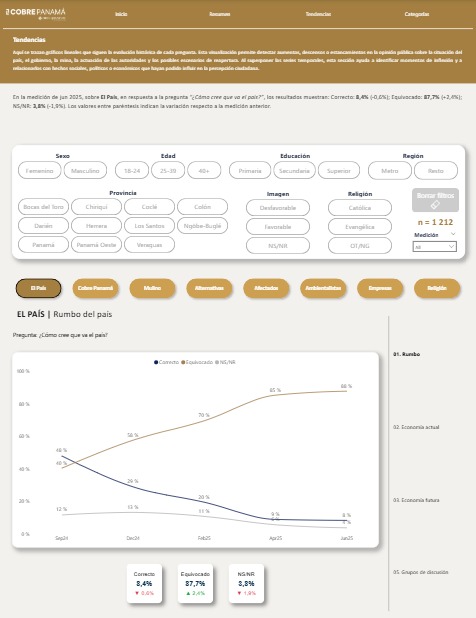 COBRE PANAMÁ
Inicio
Resumen
Tendencias
Categorías
Tendencias
Aquí se trazan gráficos lineales que siguen la evolución histórica de cada pregunta. Esta visualización permite detectar aumentos, descensos o estancamientos en la opinión pública sobre la situación del
país, el gobierno, la mina, la actuación de las autoridades y las posibles escenarios de reapertura. Al superponer las series temporales, esta sección ayuda a identificar momentos de inflexión y a
relacionarlos con hechos sociales, políticos o económicos que hayan podido influir en la percepción ciudadana.
En la medición de jun 2025, sobre El País, en respuesta a la pregunta "¿Cómo cree que va el país?", los resultados muestran: Correcto: 8,4% (-0,6%); Equivocado: 87,7% (+2,4%);
NS/NR: 3,8% (-1,9%). Los valores entre paréntesis indican la variación respecto a la medición anterior.
Sexo
Edad
Educación
Región
Femenino
Masculino
18-24
25-39
40+
Primaria
Secundaria
Superior
Metro
Resto
Provincia
Imagen
Religión
Borrar filtros
Bocas del Toro
Chiriquí
Coclé
Colón
Desfavorable
Católica
n = 1 212
Darién
Herrera
Los Santos
Ngöbe-Buglé
Favorable
Evangélica
Medición
Panamá
Panamá Oeste
Veraguas
NS/NR
OT/NG
All
El País
Cobre Panamá
Mulino
Alternativas
Afectados
Ambientalistas
Empresas
Religión
EL PAÍS | Rumbo del país
Pregunta: ¿Cómo cree que va el país?
01. Rumbo
Correcto
Equivocado
NS/NR
100 %
80 %
60 %
40 %
20 %
0 %
48 %
40 %
12 %
58 %
29 %
13 %
70 %
20 %
11 %
85 %
9 %
88 %
8 %
4 %
Sep24
Dec24
Feb25
Apr25
Jun25
02. Economía actual
03. Economía futura
05. Grupos de discusión
Correcto
8,4%
▼ 0,6%
Equivocado
87,7%
▲ 2,4%
NS/NR
3,8%
▼ 1,9%